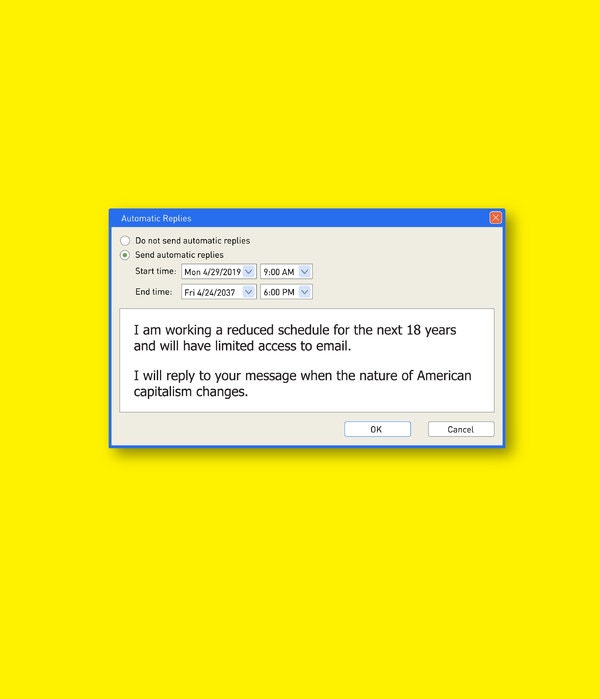 Automatic Replies
Do not send automatic replies
Send automatic replies
Start time: Mon 4/29/2019 9:00 AM
End time: Fri 4/24/2037 6:00 PM
I am working a reduced schedule for the next 18 years
and will have limited access to email.
I will reply to your message when the nature of American
capitalism changes.
OK Cancel